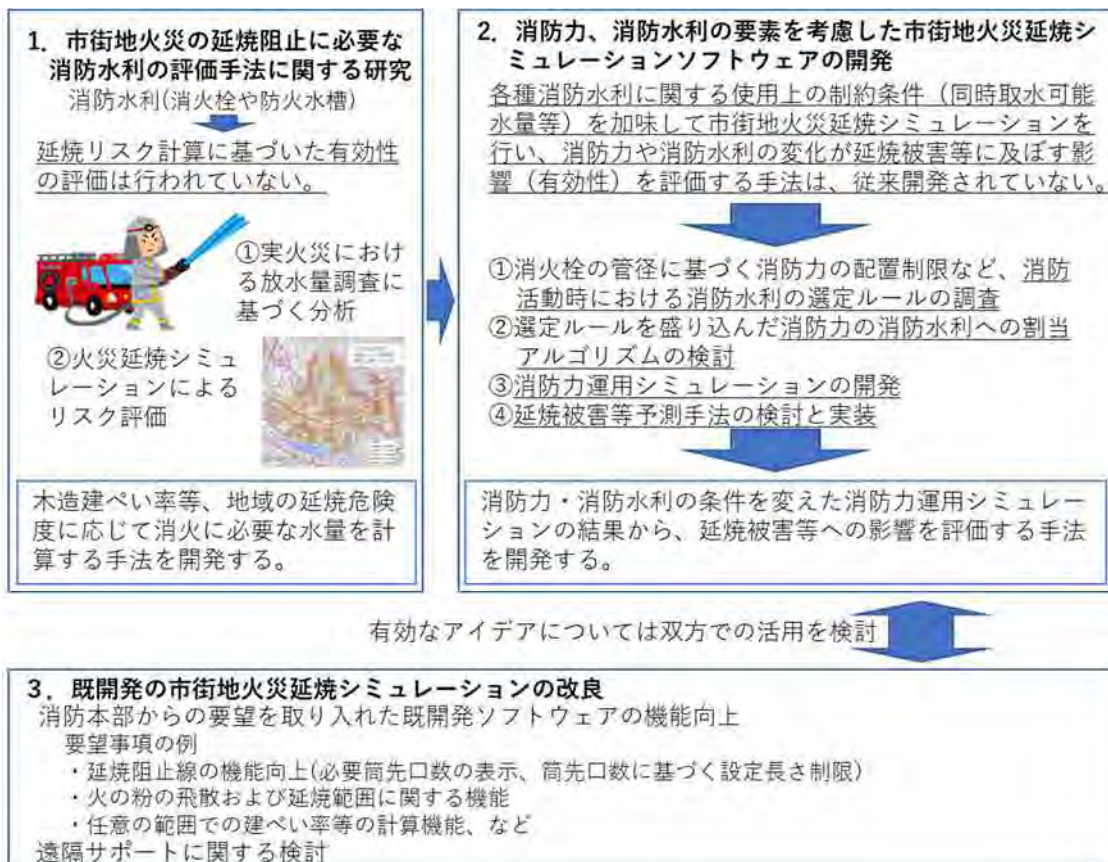 1．市街地火災の延焼阻止に必要な
消防水利の評価手法に関する研究
消防水利(消火栓や防火水槽)
延焼リスク計算に基づいた有効性
の評価は行われていない。
①実火災におけ
る放水量調査に
基づく分析
②火災延焼シミュ
レーションによる
リスク評価
木造建ぺい率等、地域の延焼危険
度に応じて消火に必要な水量を計
算する手法を開発する。
2．消防力、消防水利の要素を考慮した市街地火災延焼シ
ミュレーションソフトウェアの開発
各種消防水利に関する使用上の制約条件（同時取水可能
水量等）を加味して市街地火災延焼シミュレーションを
行い、消防力や消防水利の変化が延焼被害等に及ぼす影
響（有効性）を評価する手法は、従来開発されていない。
①消火栓の管径に基づく消防力の配置制限など、消防
活動時における消防水利の選定ルールの調査
②選定ルールを盛り込んだ消防力の消防水利への割当
アルゴリズムの検討
③消防力運用シミュレーションの開発
④延焼被害等予測手法の検討と実装
消防力・消防水利の条件を変えた消防力運用シミュレー
ションの結果から、延焼被害等への影響を評価する手法
を開発する。
有効なアイデアについては双方での活用を検討
3．既開発の市街地火災延焼シミュレーションの改良
消防本部からの要望を取り入れた既開発ソフトウェアの機能向上
要望事項の例
・延焼阻止線の機能向上(必要筒先口数の表示、筒先口数に基づく設定長さ制限)
・火の粉の飛散および延焼範囲に関する機能
・任意の範囲での建ぺい率等の計算機能、など
遠隔サポートに関する検討